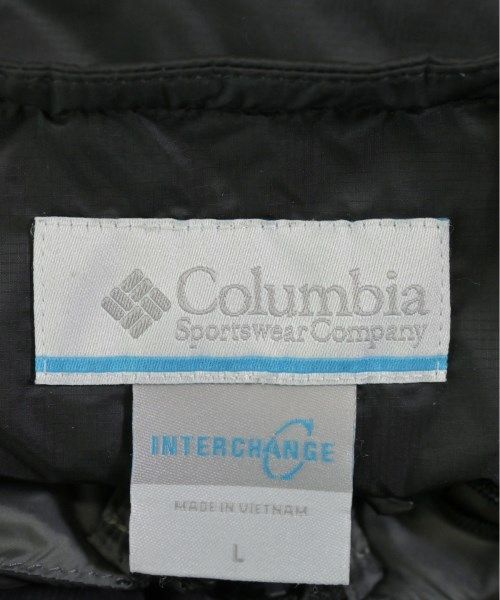 Columbia
Sportswear Company
INTERCHANGE
MADE IN VIETNAM
L